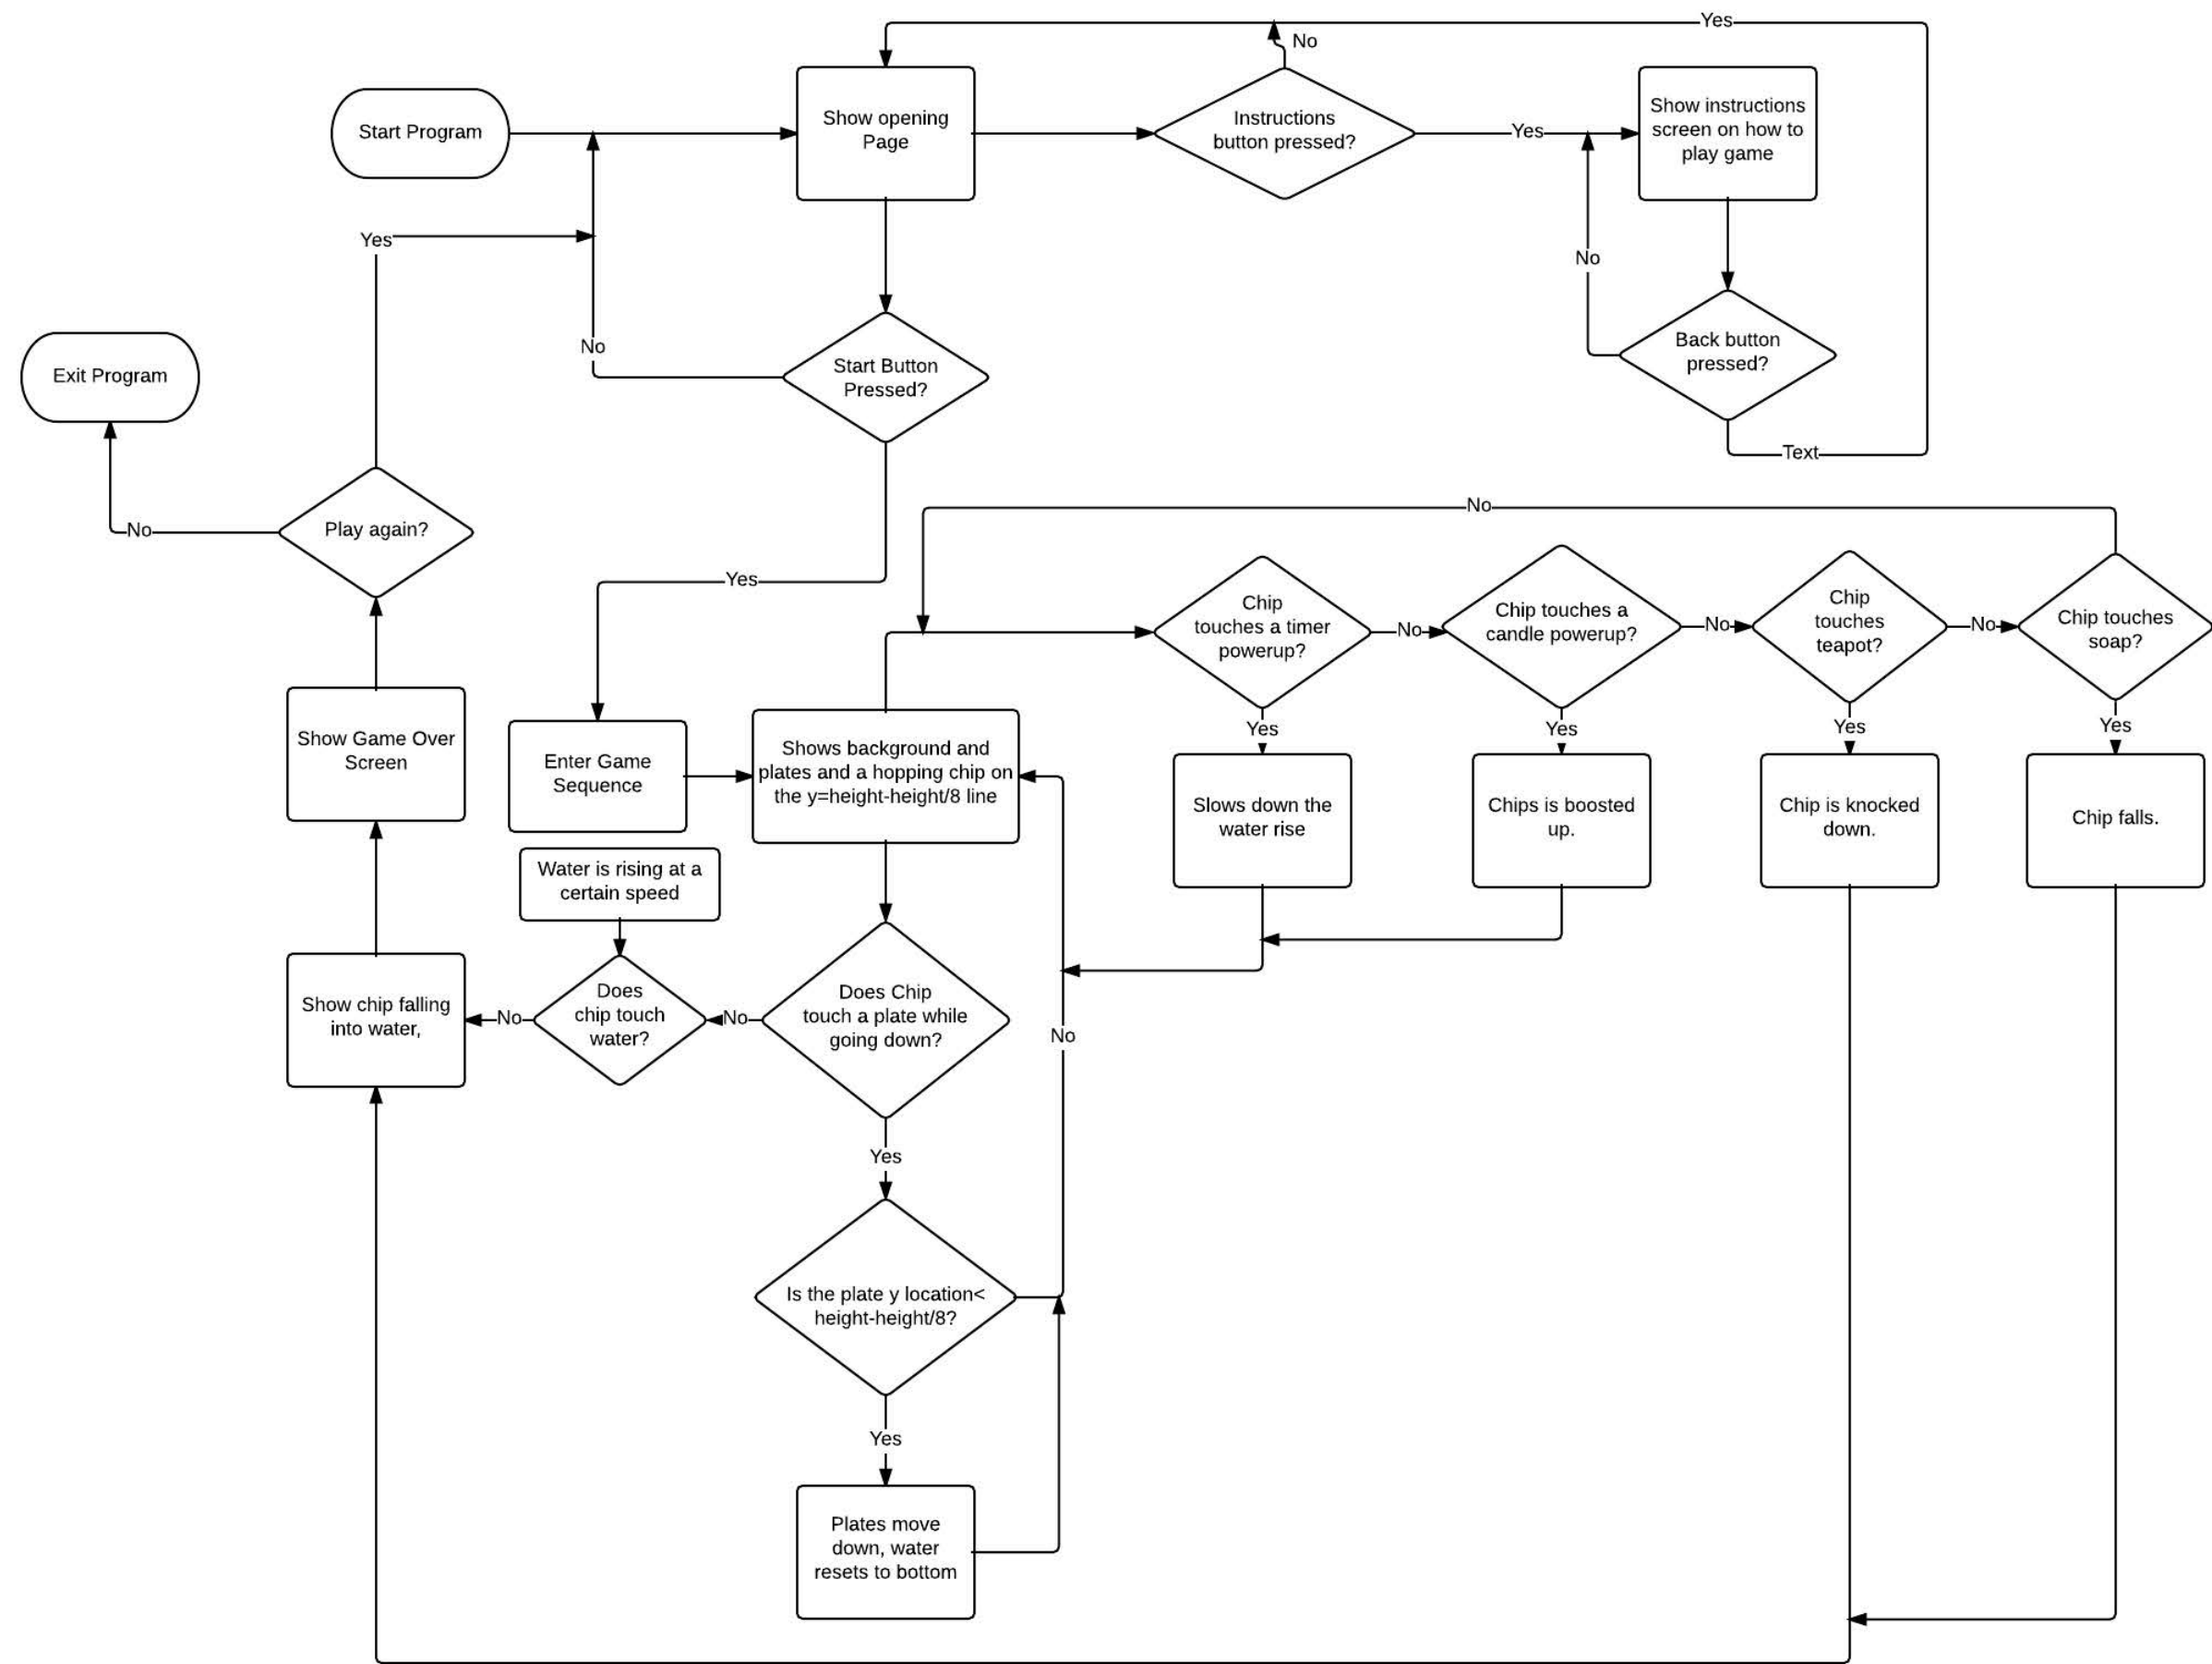 Yes
No
Start Program
Show opening
Page
Instructions
button pressed?
Yes
Show instructions
screen on how to
play game
Yes
No
No
Back button
pressed?
Start Button
Pressed?
Exit Program
Text
No
Play again?
No
Yes
Chip
touches a timer
powerup?
No
Chip touches a
candle powerup?
No
Chip
touches
teapot?
No
Chip touches
soap?
Yes
Yes
Yes
Yes
Show Game Over
Screen
Enter Game
Sequence
Shows background and
plates and a hopping chip on
the y=height-height/8 line
Slows down the
water rise
Chips is boosted
up.
Chip is knocked
down.
Chip falls.
Water is rising at a
certain speed
Show chip falling
into water,
No
Does
chip touch
water?
No
Does Chip
touch a plate while
going down?
No
Yes
Is the plate y location<
height-height/8?
Yes
Plates move
down, water
resets to bottom
No